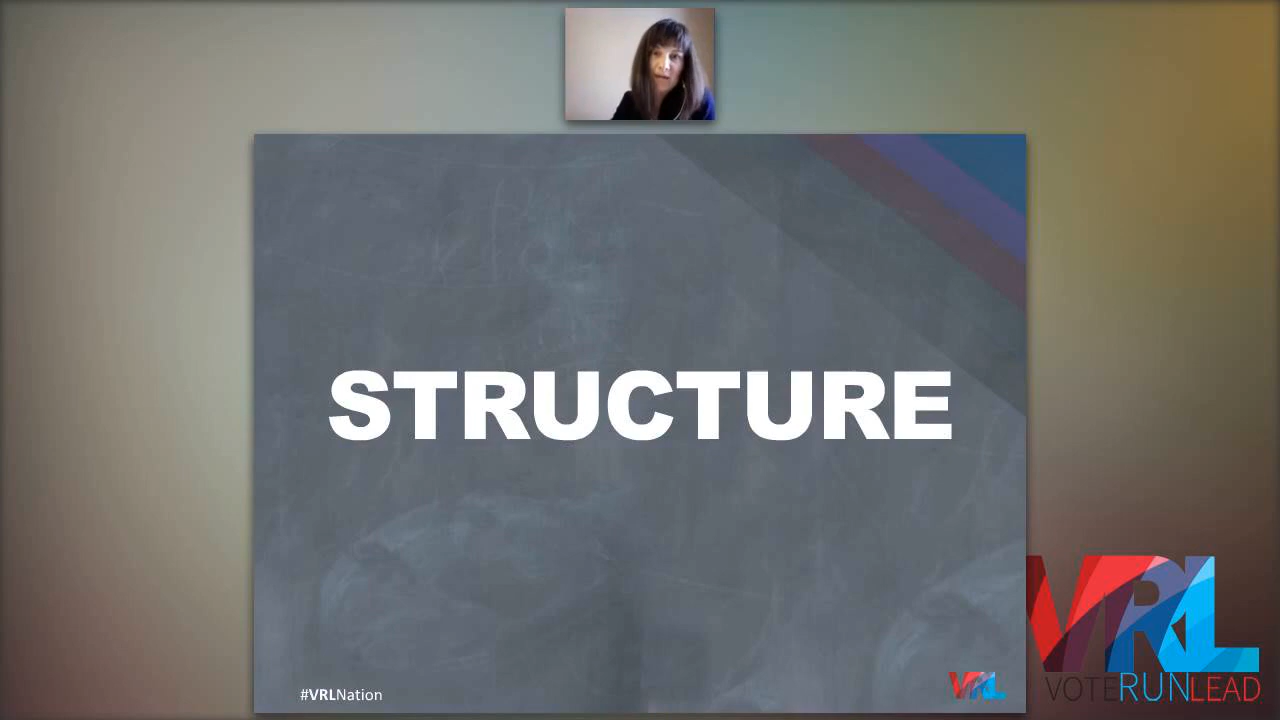 STRUCTURE
#VRLNation
VRL
VRL
VOTERUNLEAD